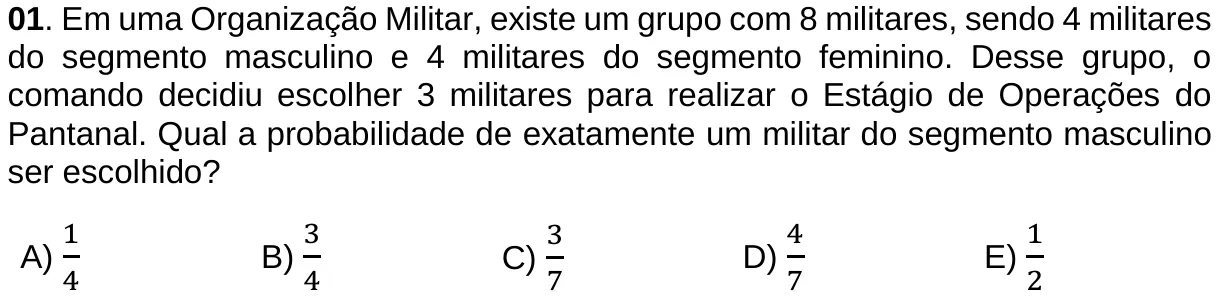 01. Em uma Organização Militar, existe um grupo com 8 militares, sendo 4 militares
do segmento masculino e 4 militares do segmento feminino. Desse grupo, o
comando decidiu escolher 3 militares para realizar o Estágio de Operações do
Pantanal. Qual a probabilidade de exatamente um militar do segmento masculino
ser escolhido?
A) 1/4 B) 3/4 C) 3/7 D) 4/7 E) 1/2